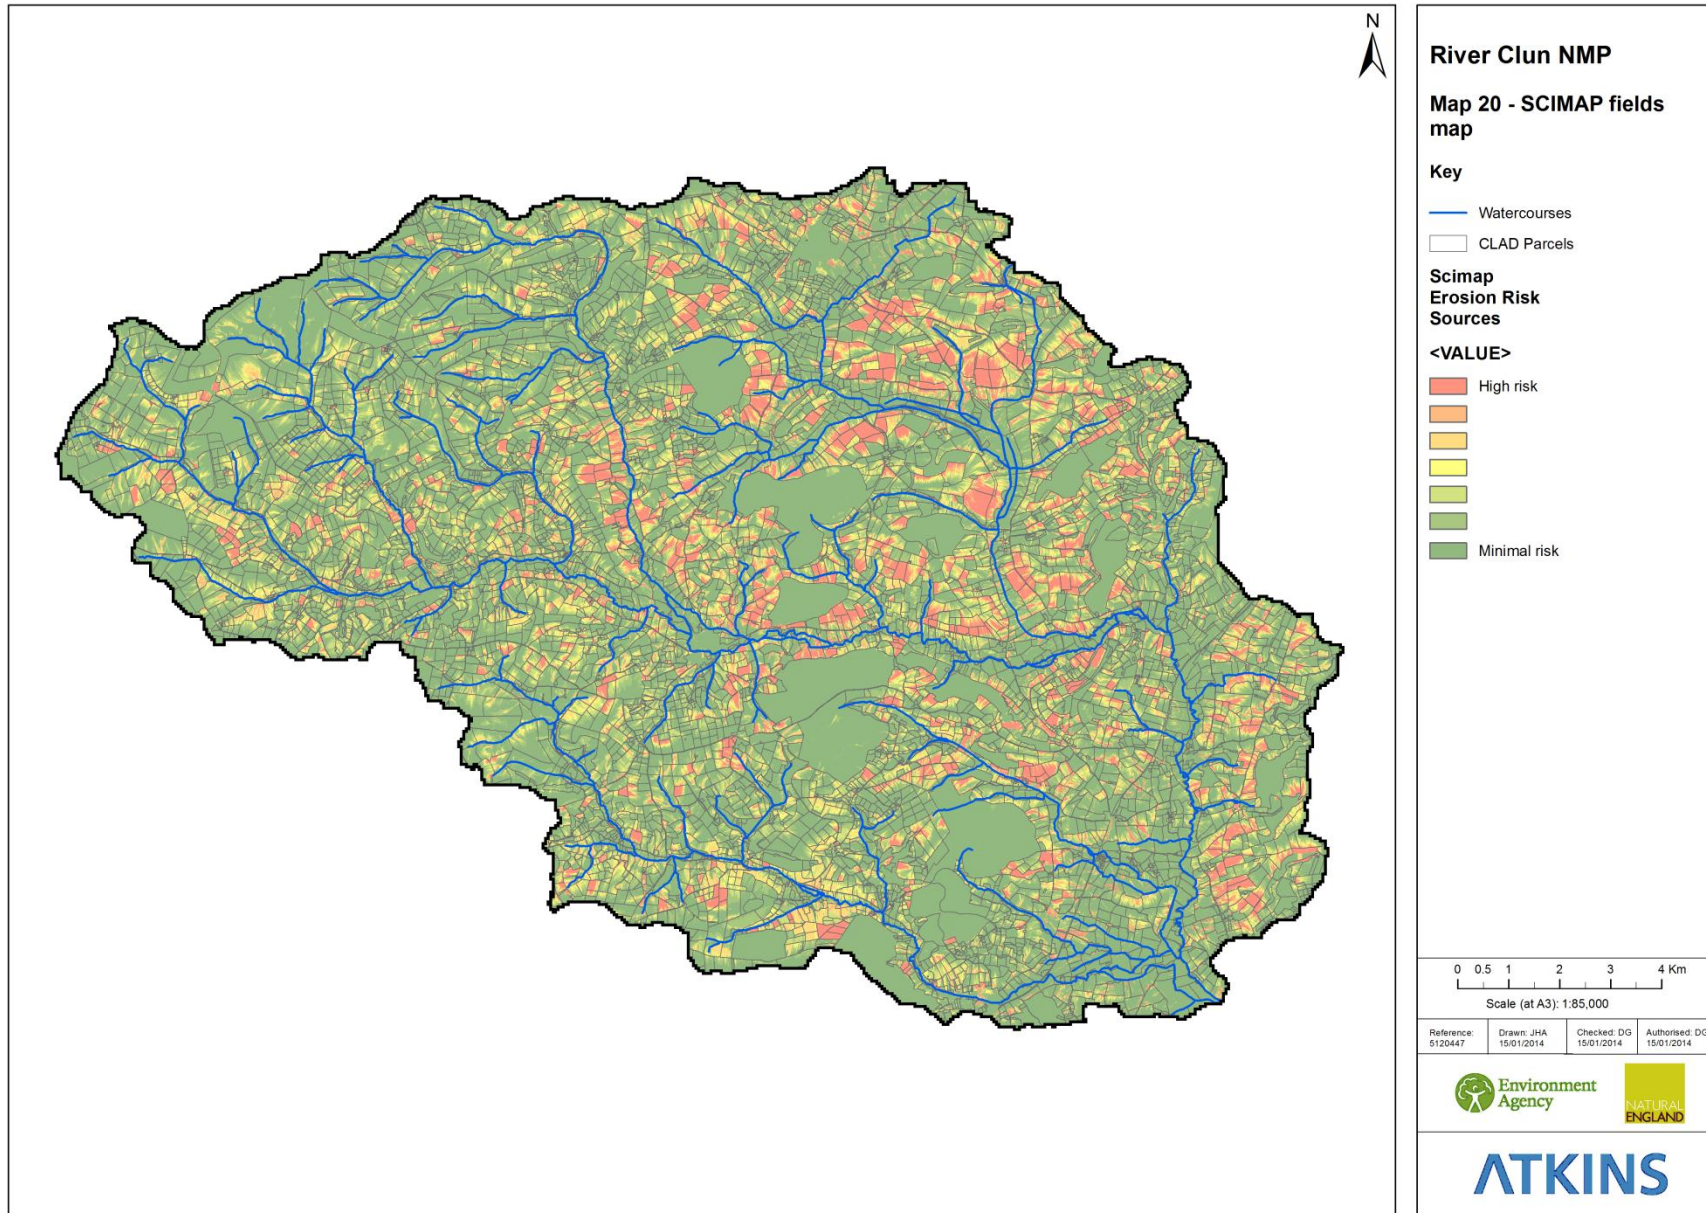 N
River Clun NMP
Map 20 - SCIMAP fields
map
Key
Watercourses
CLAD Parcels
Scimap
Erosion Risk
Sources
<VALUE>
High risk
Minimal risk
0 0.5 1 2 3 4 Km
Scale (at A3): 1:85,000
Reference: Drawn: JHA Checked: DG Authorised: DG
5120447 15/01/2014 15/01/2014 15/01/2014
Environment
Agency
NATURAL
ENGLAND
ATKINS